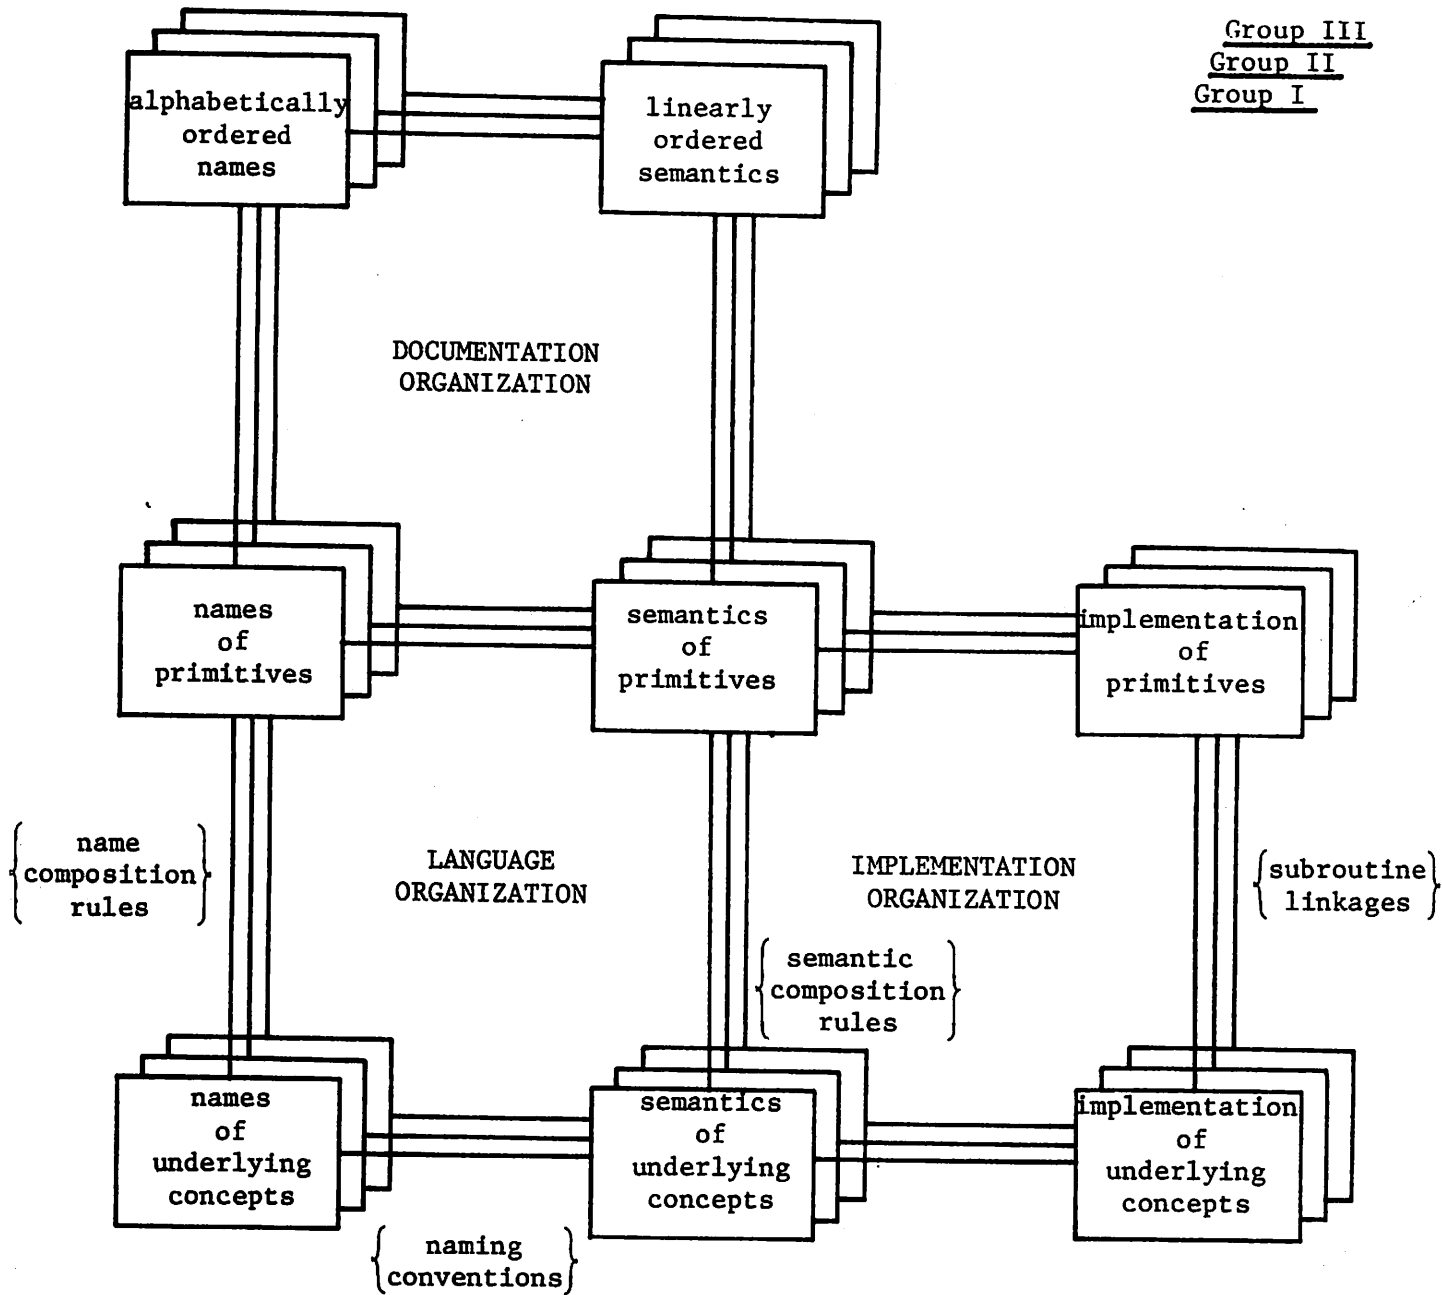 Group III
Group II
Group I
alphabetically
ordered
names
linearly
ordered
semantics
DOCUMENTATION
ORGANIZATION
names
of
primitives
semantics
of
primitives
implementation
of
primitives
name
composition
rules
LANGUAGE
ORGANIZATION
IMPLEMENTATION
ORGANIZATION
subroutine
linkages
semantic
composition
rules
names
of
underlying
concepts
semantics
of
underlying
concepts
implementation
of
underlying
concepts
naming
conventions